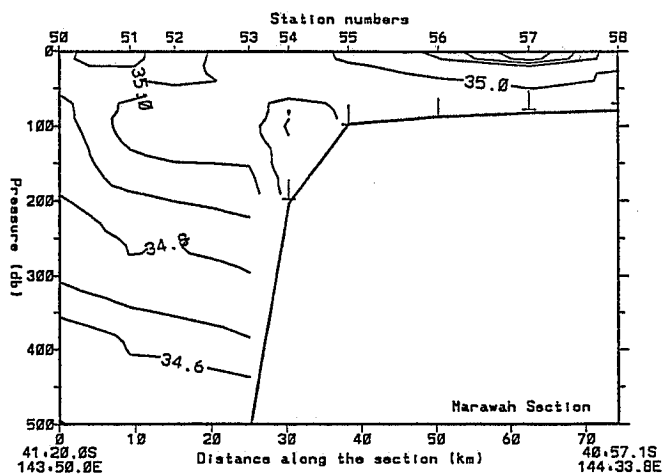 Station numbers
50 51 52 53 54 55 56 57 58
0
35.0
35.0
100
200
34.8
300
400
34.6
500
Pressure (db)
Marawah Section
0 10 20 30 40 50 60 70
41:20.0S
143:50.0E
Distance along the section (km)
40:57.1S
144:33.8E